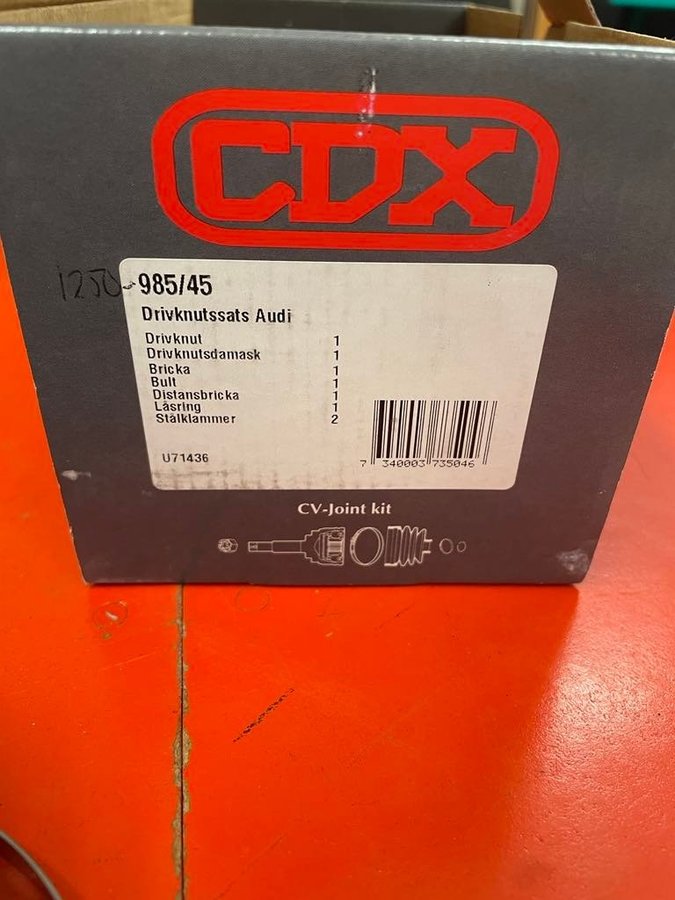 CDX
1250-
985/45
Drivknutssats Audi
Drivknut 1
Drivknutsdamask 1
Bricka 1
Bult 1
Distansbricka 1
Låsring 1
Stålklammer 2
U71436
7 340003 735046
CV-Joint kit